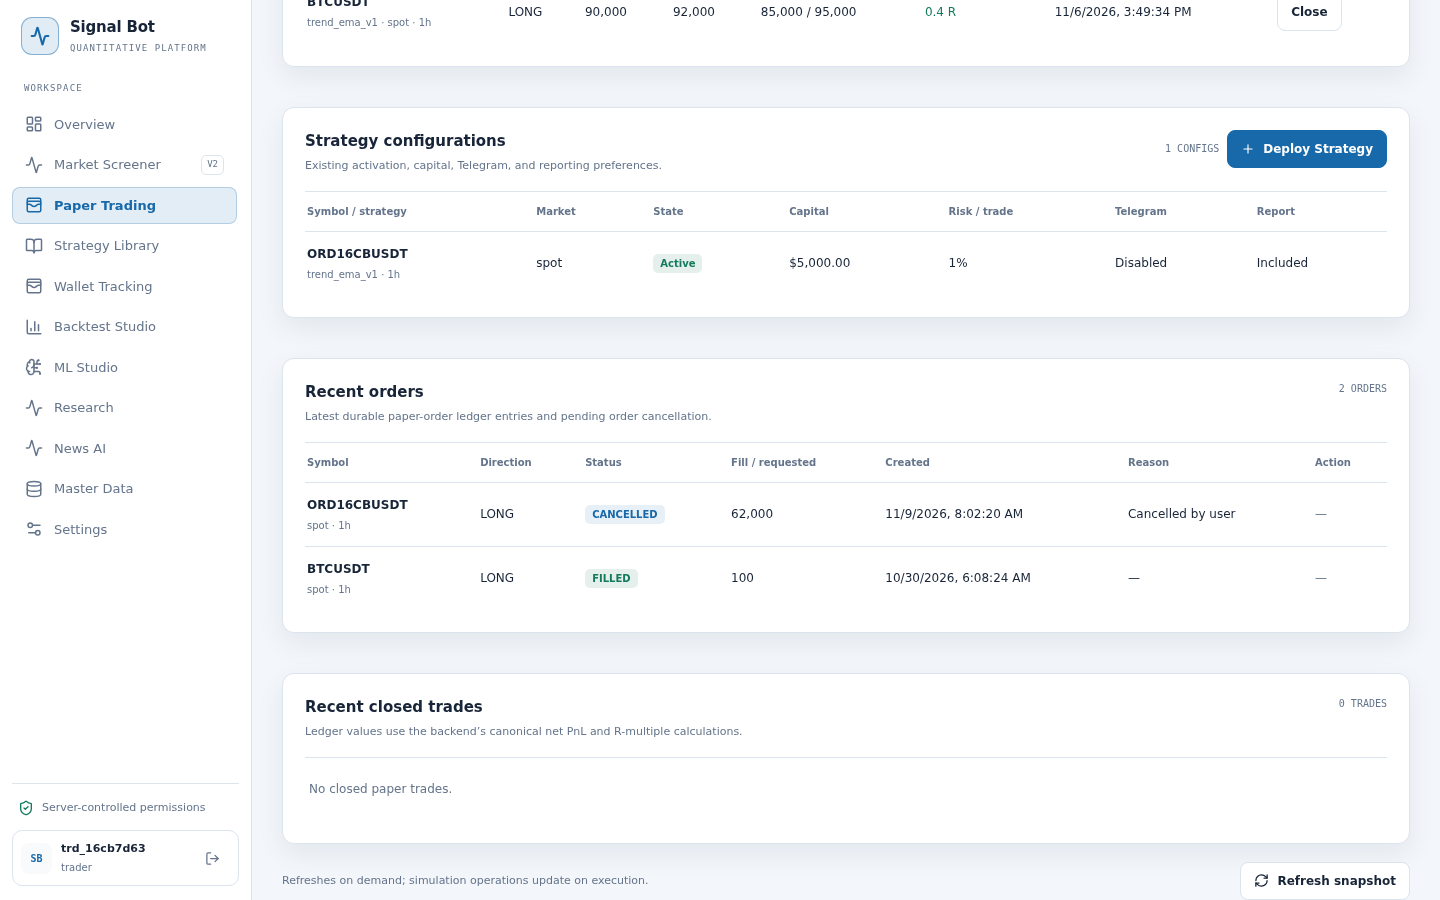 Signal Bot
QUANTITATIVE PLATFORM
WORKSPACE
Overview
Market Screener V2
Paper Trading
Strategy Library
Wallet Tracking
Backtest Studio
ML Studio
Research
News AI
Master Data
Settings
Server-controlled permissions
SB trd_16cb7d63
trader
BTCUSDT
trend_ema_v1 · spot · 1h
LONG 90,000 92,000 85,000 / 95,000 0.4 R 11/6/2026, 3:49:34 PM Close
Strategy configurations
Existing activation, capital, Telegram, and reporting preferences.
1 CONFIGS
Deploy Strategy
Symbol / strategy Market State Capital Risk / trade Telegram Report
ORD16CBUSDT
trend_ema_v1 · 1h
spot Active $5,000.00 1% Disabled Included
Recent orders
Latest durable paper-order ledger entries and pending order cancellation.
2 ORDERS
Symbol Direction Status Fill / requested Created Reason Action
ORD16CBUSDT
spot · 1h
LONG CANCELLED 62,000 11/9/2026, 8:02:20 AM Cancelled by user —
BTCUSDT
spot · 1h
LONG FILLED 100 10/30/2026, 6:08:24 AM — —
Recent closed trades
Ledger values use the backend’s canonical net PnL and R-multiple calculations.
0 TRADES
No closed paper trades.
Refreshes on demand; simulation operations update on execution.
Refresh snapshot